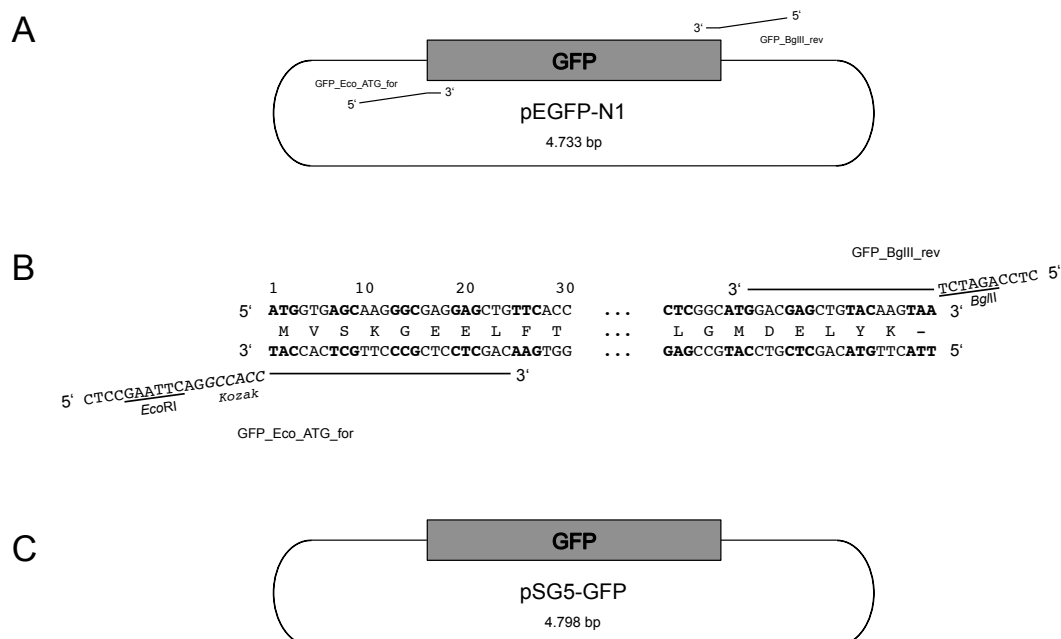 A
3‘ 5‘
GFP_BglII_rev
GFP
GFP_Eco_ATG_for
5‘ 3‘
pEGFP-N1
4.733 bp
B
GFP_BglII_rev
1 10 20 30 3‘ TCTAGACCTC 5‘
BglII
5‘ ATGGTGAGCAAGGGCGAGGAGCTGTTCACC ... CTCGGCATGGACGAGCTGTACAAGTAA 3‘
M V S K G E E L F T ... L G M D E L Y K –
3‘ TACCACTCGTTCCCGCTCCTCGACAAGTGG ... GAGCCGTACCTGCTCGACATGTTCATT 5‘
5‘ CTCCGAATTCAGGCCACC 3‘
EcoRI Kozak
GFP_Eco_ATG_for
C
GFP
pSG5-GFP
4.798 bp